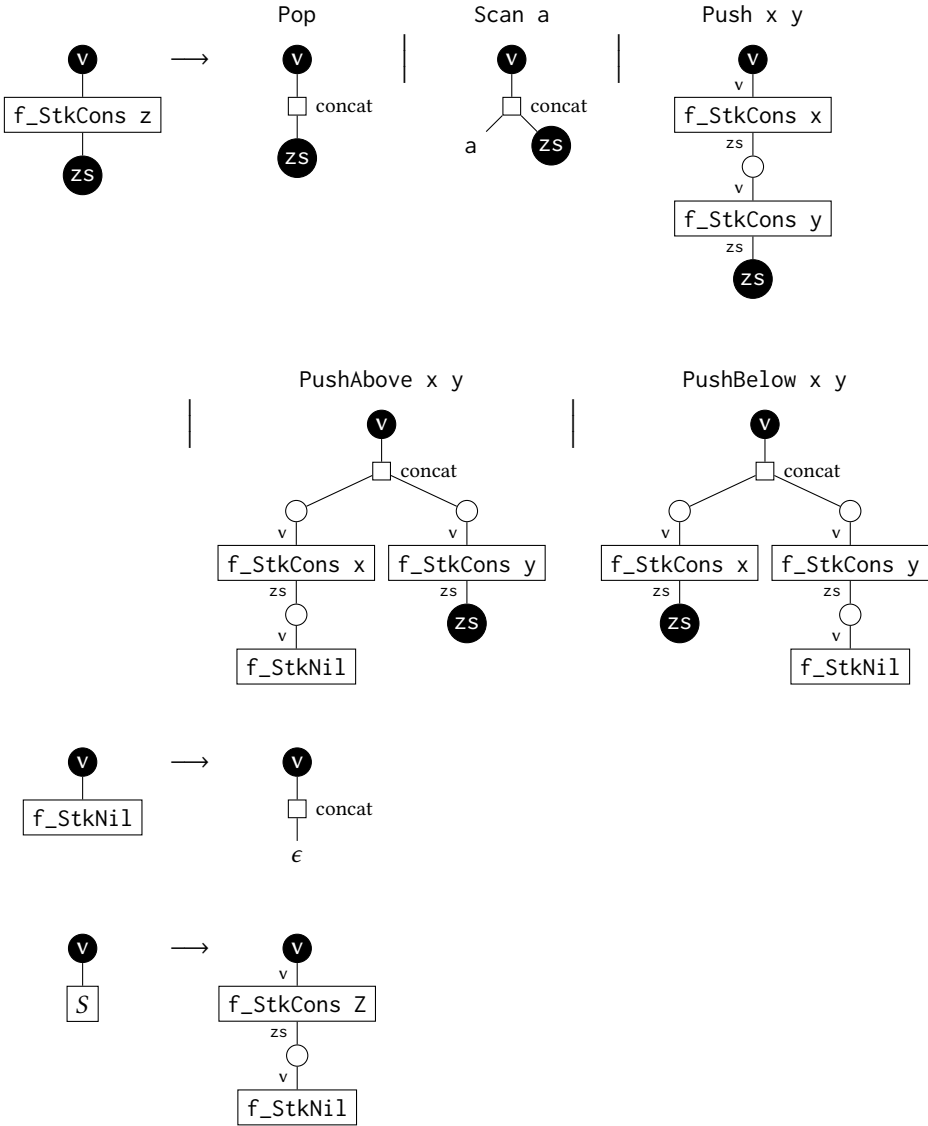 Pop Scan a Push x y
v ⟶ v | v | v
f_StkCons z concat concat v
f_StkCons x
zs zs a zs zs
v
f_StkCons y
zs
zs
PushAbove x y PushBelow x y
| v | v
concat concat
v v v v
f_StkCons x f_StkCons y f_StkCons x f_StkCons y
zs zs zs zs
zs zs
v v
f_StkNil f_StkNil
v ⟶ v
f_StkNil concat
ϵ
v ⟶ v
v
S f_StkCons Z
zs
v
f_StkNil